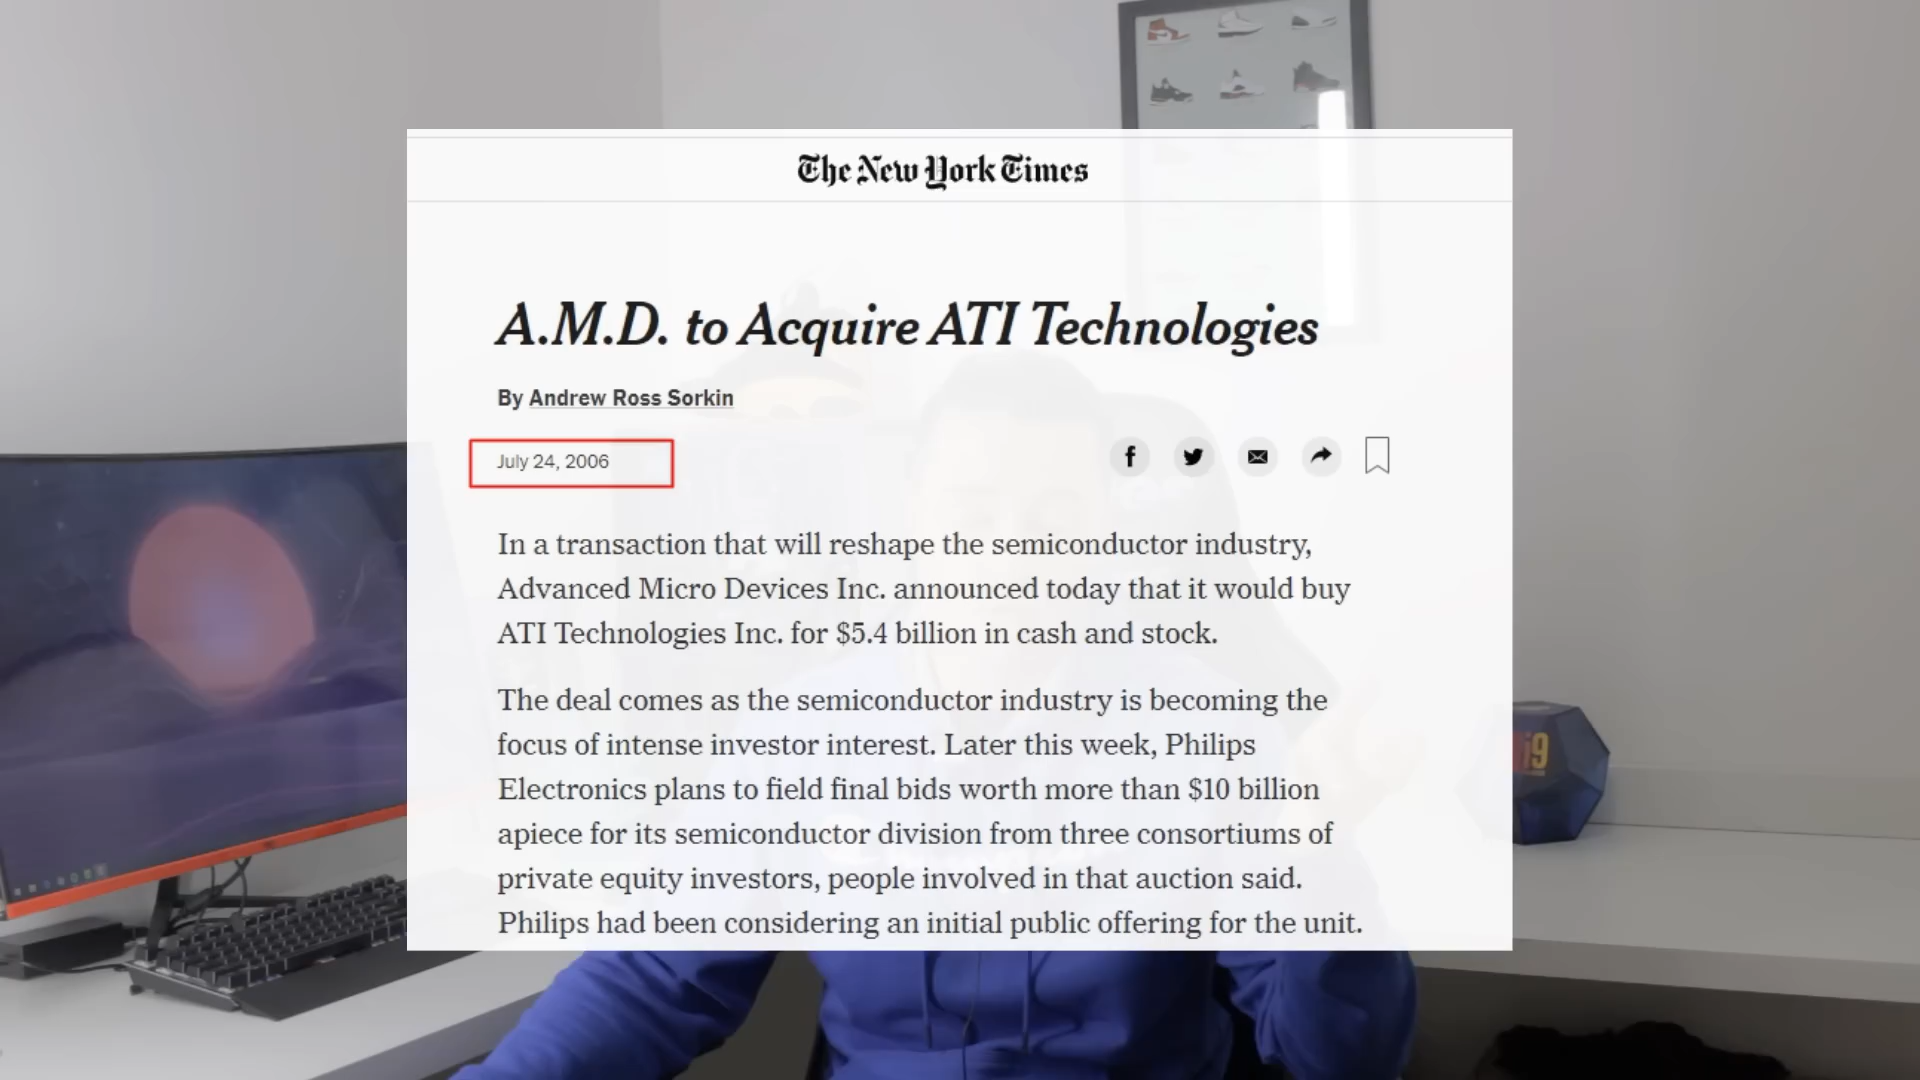 The New York Times
A.M.D. to Acquire ATI Technologies
By Andrew Ross Sorkin
July 24, 2006
In a transaction that will reshape the semiconductor industry,
Advanced Micro Devices Inc. announced today that it would buy
ATI Technologies Inc. for $5.4 billion in cash and stock.
The deal comes as the semiconductor industry is becoming the
focus of intense investor interest. Later this week, Philips
Electronics plans to field final bids worth more than $10 billion
apiece for its semiconductor division from three consortiums of
private equity investors, people involved in that auction said.
Philips had been considering an initial public offering for the unit.
i9